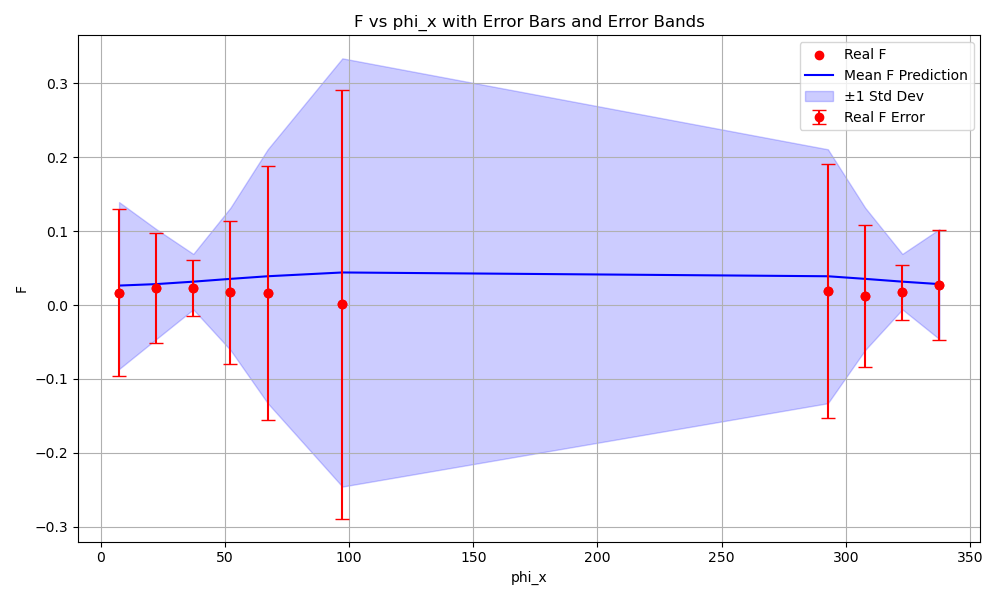 F vs phi_x with Error Bars and Error Bands
Real F
Mean F Prediction
±1 Std Dev
Real F Error
F
0.3
0.2
0.1
0.0
−0.1
−0.2
−0.3
0 50 100 150 200 250 300 350
phi_x